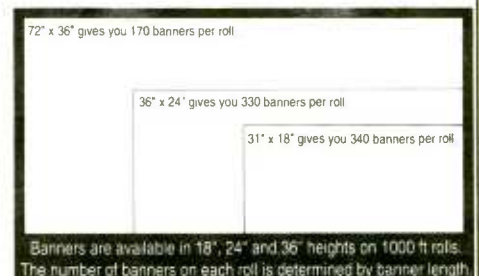 72" x 36" gives you 170 banners per roll
36" x 24' gives you 330 banners per roll
31" x 18" gives you 340 banners per roll
Banners are available in 18", 24" and 36" heights on 1000 ft rolls.
The number of banners on each roll is determined by banner length